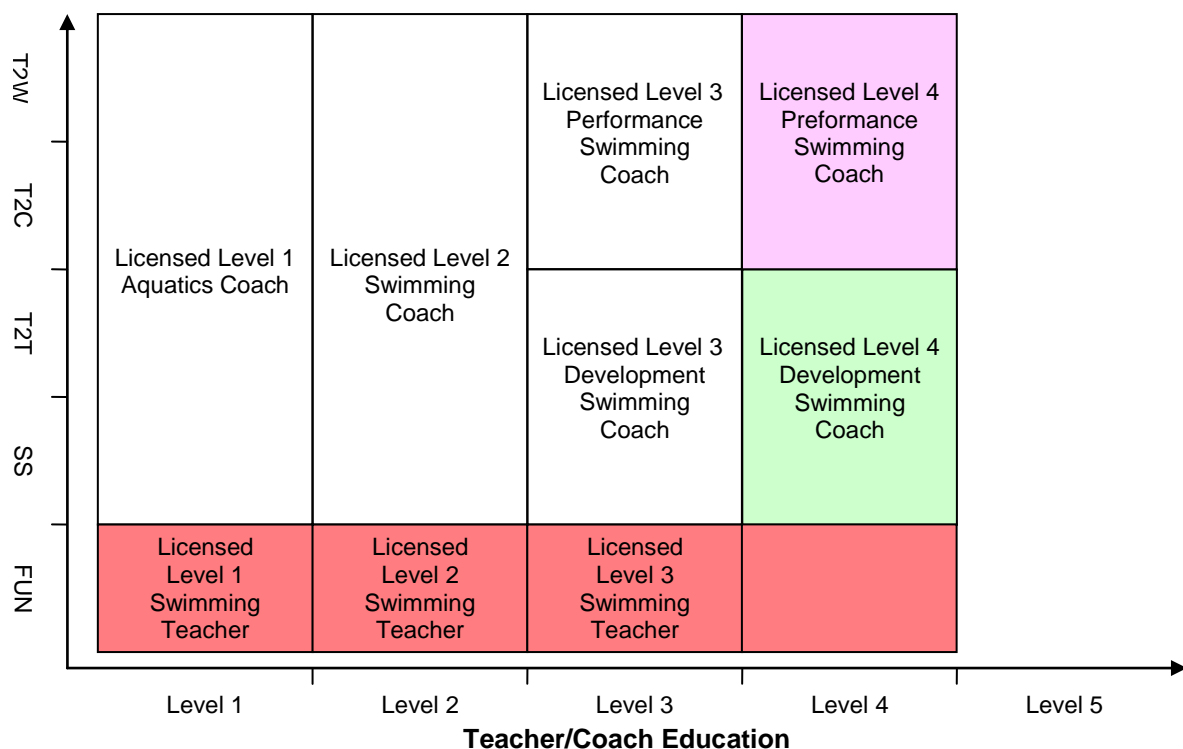 T2W
T2C
T2T
SS
FUN
Licensed Level 3
Performance
Swimming
Coach
Licensed Level 4
Preformance
Swimming
Coach
Licensed Level 1
Aquatics Coach
Licensed Level 2
Swimming
Coach
Licensed Level 3
Development
Swimming
Coach
Licensed Level 4
Development
Swimming
Coach
Licensed
Level 1
Swimming
Teacher
Licensed
Level 2
Swimming
Teacher
Licensed
Level 3
Swimming
Teacher
Level 1
Level 2
Level 3
Level 4
Level 5
Teacher/Coach Education